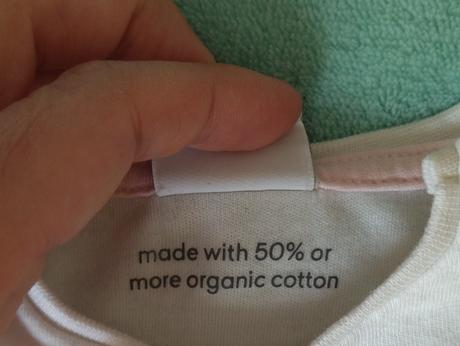 made with 50% or
more organic cotton